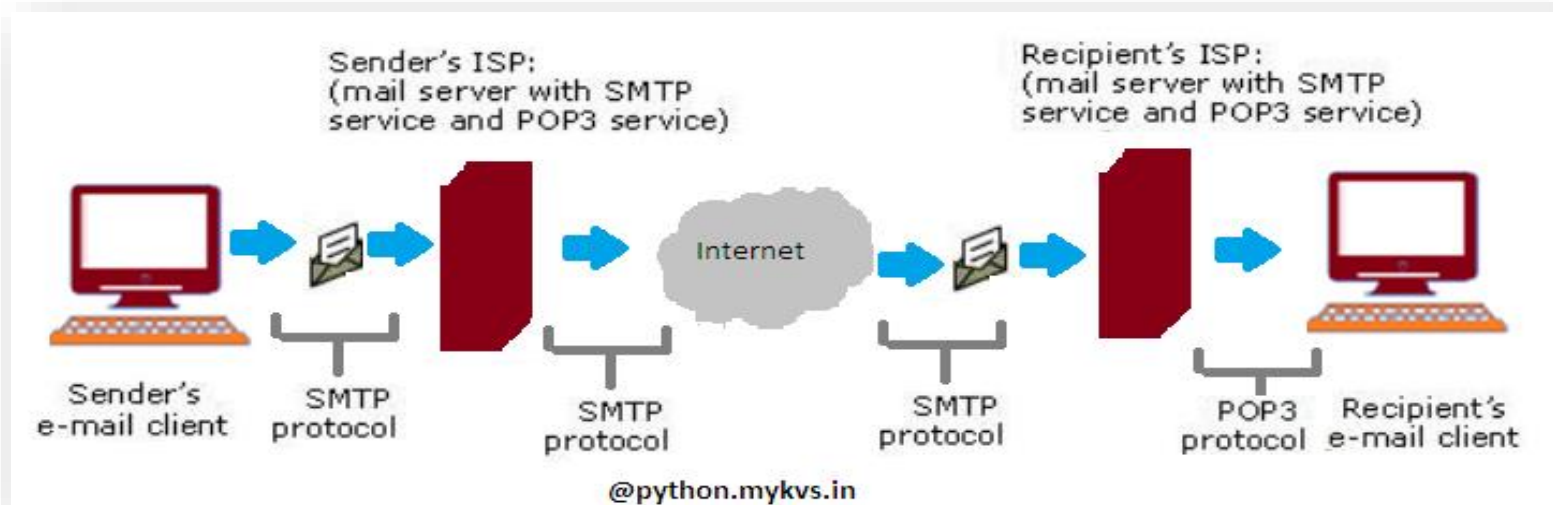 Sender's ISP:
(mail server with SMTP
service and POP3 service)
Recipient's ISP:
(mail server with SMTP
service and POP3 service)
Internet
Sender's
e-mail client
SMTP
protocol
SMTP
protocol
SMTP
protocol
POP3
protocol
Recipient's
e-mail client
@python.mykvs.in